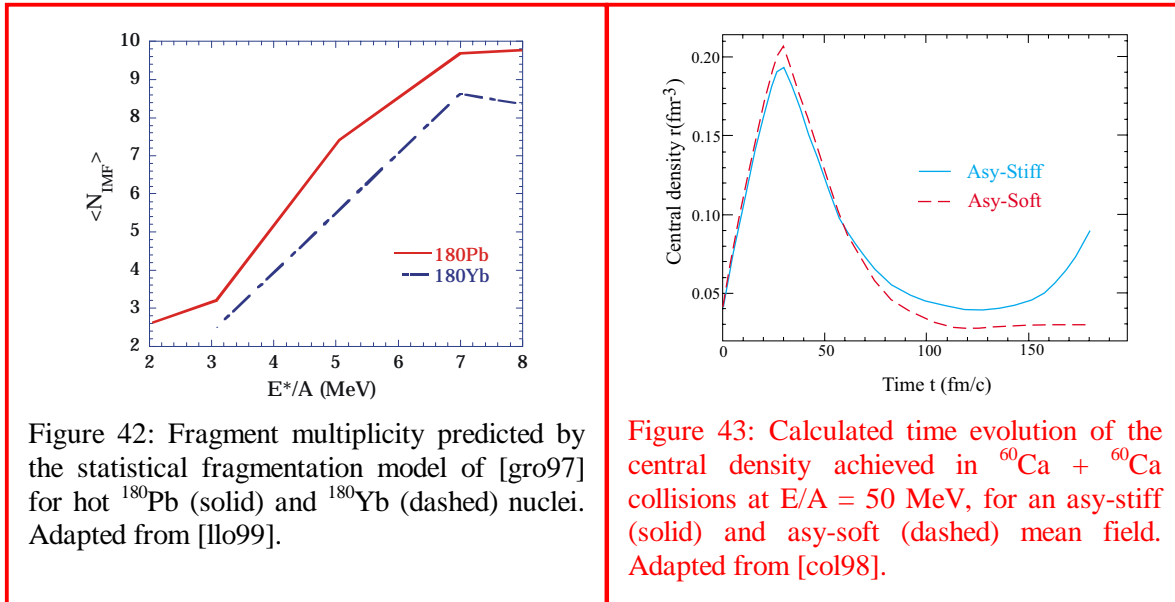 10
9
8
7
6
5
4
3
2
<N_IMF>
180Pb
180Yb
2 3 4 5 6 7 8
E*/A (MeV)
Figure 42: Fragment multiplicity predicted by
the statistical fragmentation model of [gro97]
for hot ¹⁸⁰Pb (solid) and ¹⁸⁰Yb (dashed) nuclei.
Adapted from [llo99].
0.20
0.15
0.10
0.05
Central density r(fm⁻³)
Asy-Stiff
Asy-Soft
0 50 100 150
Time t (fm/c)
Figure 43: Calculated time evolution of the
central density achieved in ⁶⁰Ca + ⁶⁰Ca
collisions at E/A = 50 MeV, for an asy-stiff
(solid) and asy-soft (dashed) mean field.
Adapted from [col98].